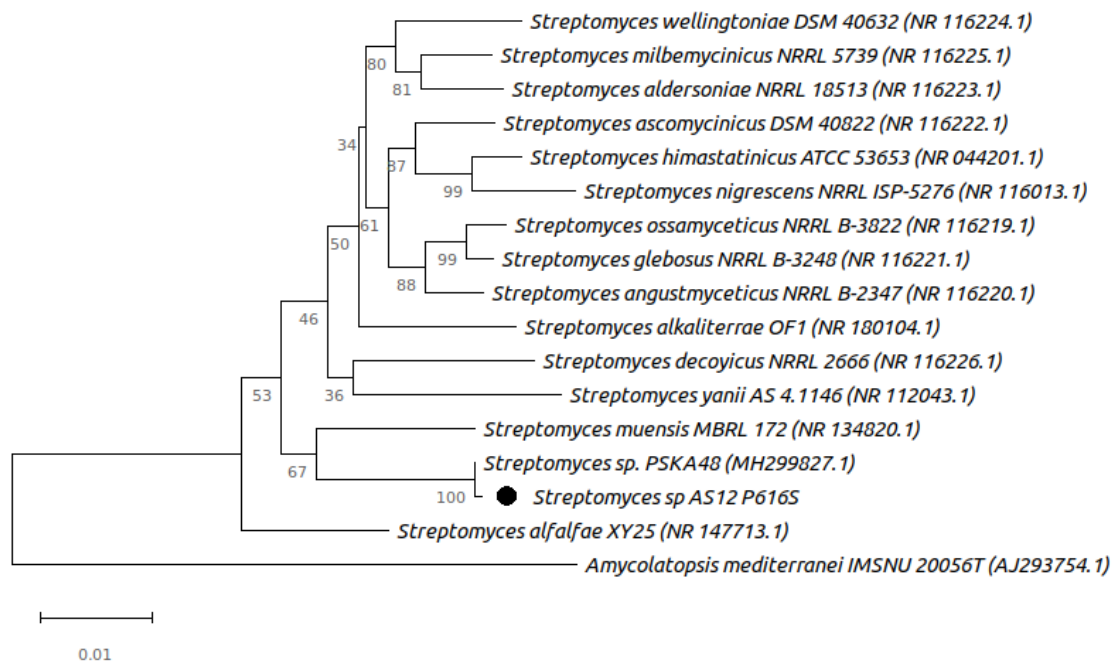 Streptomyces wellingtoniae DSM 40632 (NR 116224.1)
Streptomyces milbemycinicus NRRL 5739 (NR 116225.1)
80
81
Streptomyces aldersoniae NRRL 18513 (NR 116223.1)
Streptomyces ascomycinicus DSM 40822 (NR 116222.1)
34
Streptomyces himastatinicus ATCC 53653 (NR 044201.1)
87
99
Streptomyces nigrescens NRRL ISP-5276 (NR 116013.1)
Streptomyces ossamyceticus NRRL B-3822 (NR 116219.1)
61
50
99
Streptomyces glebosus NRRL B-3248 (NR 116221.1)
88
Streptomyces angustmyceticus NRRL B-2347 (NR 116220.1)
46
Streptomyces alkaliterrae OF1 (NR 180104.1)
Streptomyces decoyicus NRRL 2666 (NR 116226.1)
53
36
Streptomyces yanii AS 4.1146 (NR 112043.1)
Streptomyces muensis MBRL 172 (NR 134820.1)
67
Streptomyces sp. PSKA48 (MH299827.1)
100
Streptomyces sp AS12 P616S
Streptomyces alfalfae XY25 (NR 147713.1)
Amycolatopsis mediterranei IMSNU 20056T (AJ293754.1)
0.01